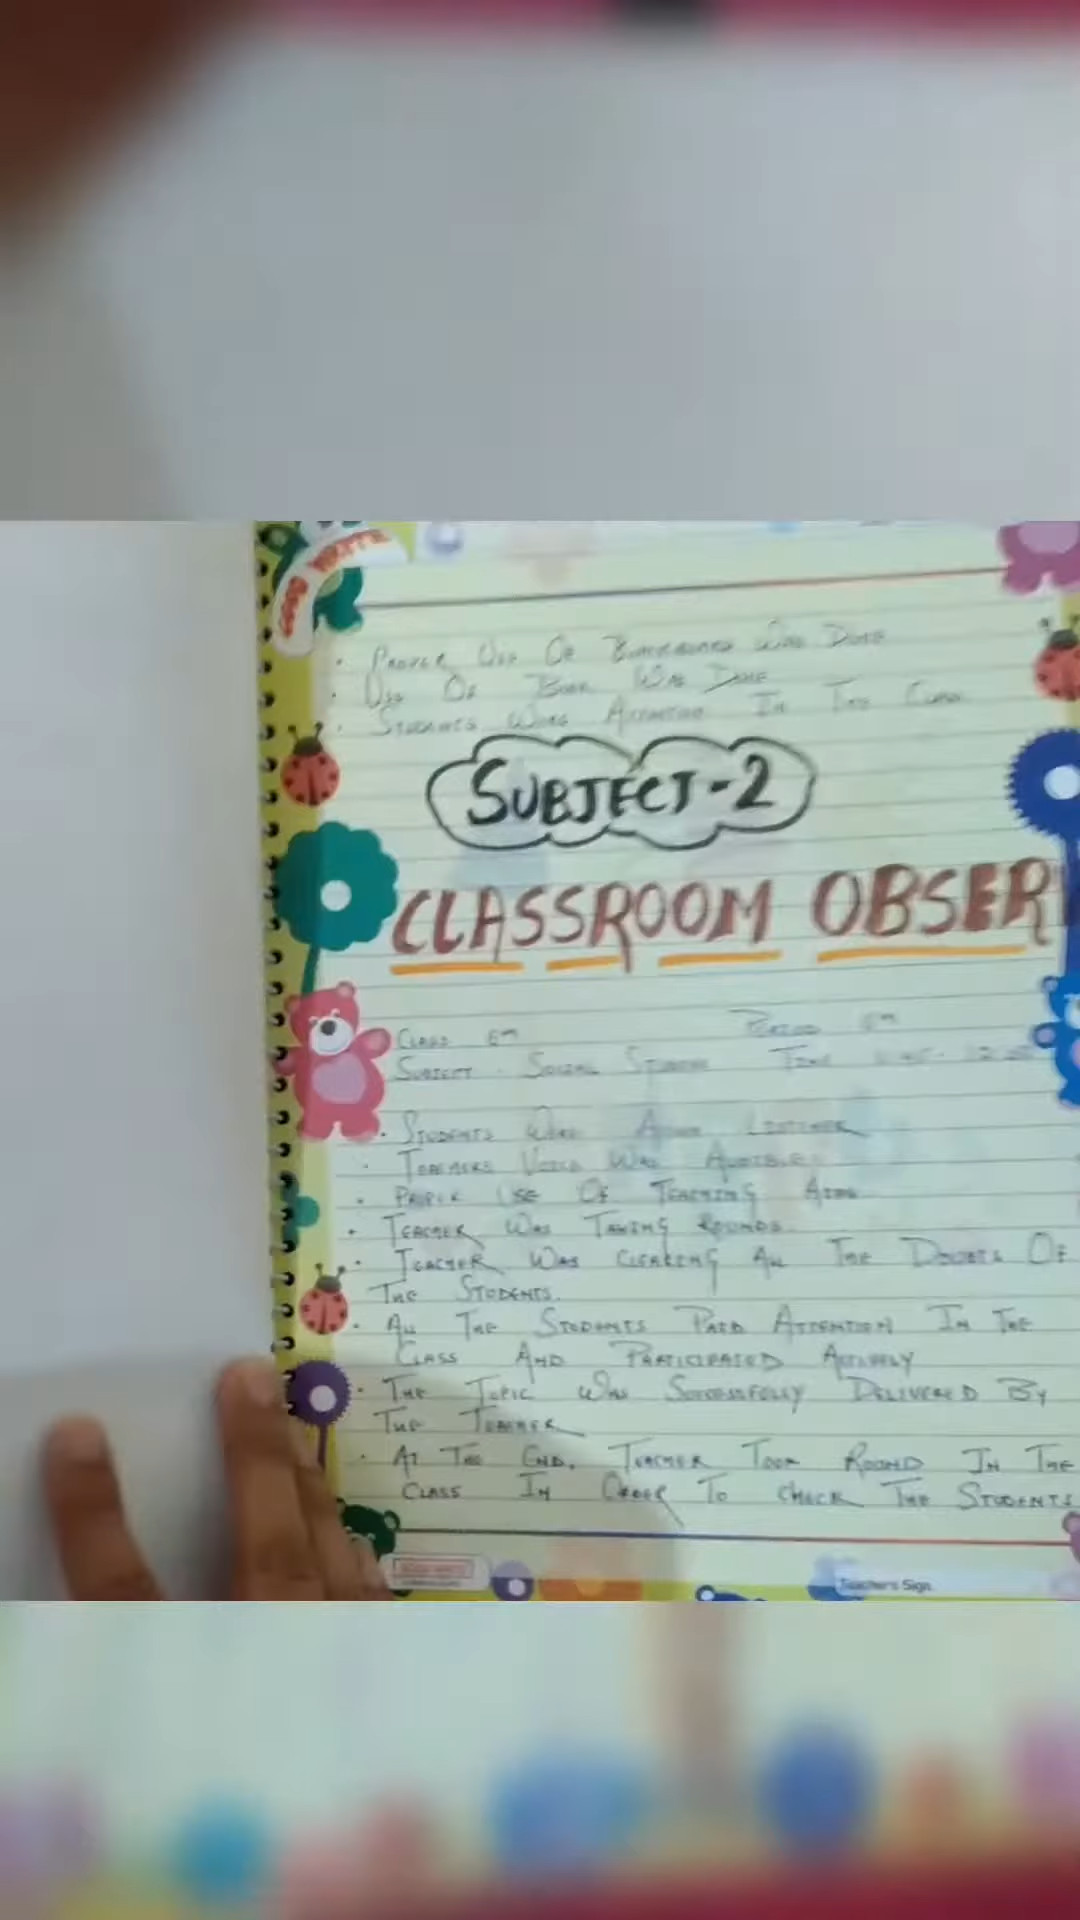 PROPER USE OF BLACKBOARD WAS DONE
USE OF BOOK WAS DONE
STUDENTS WERE ATTENTIVE IN THE CLASS
SUBJECT-2
CLASSROOM OBSER
CLASS 6TH PERIOD 5TH
SUBJECT - SOCIAL STUDIES TIME
STUDENTS WERE ACTIVE LISTENER
TEACHERS VOICE WAS AUDIBLE
PROPER USE OF TEACHING AIDS
TEACHER WAS TAKING ROUNDS.
TEACHER WAS CLEARING ALL THE DOUBTS OF
THE STUDENTS.
ALL THE STUDENTS PAID ATTENTION IN THE
CLASS AND PARTICIPATED ACTIVELY
THE TOPIC WAS SUCCESSFULLY DELIVERED BY
THE TEACHER
AT THE END, TEACHER TOOK ROUND IN THE
CLASS IN ORDER TO CHECK THE STUDENTS
Teacher's Sign.